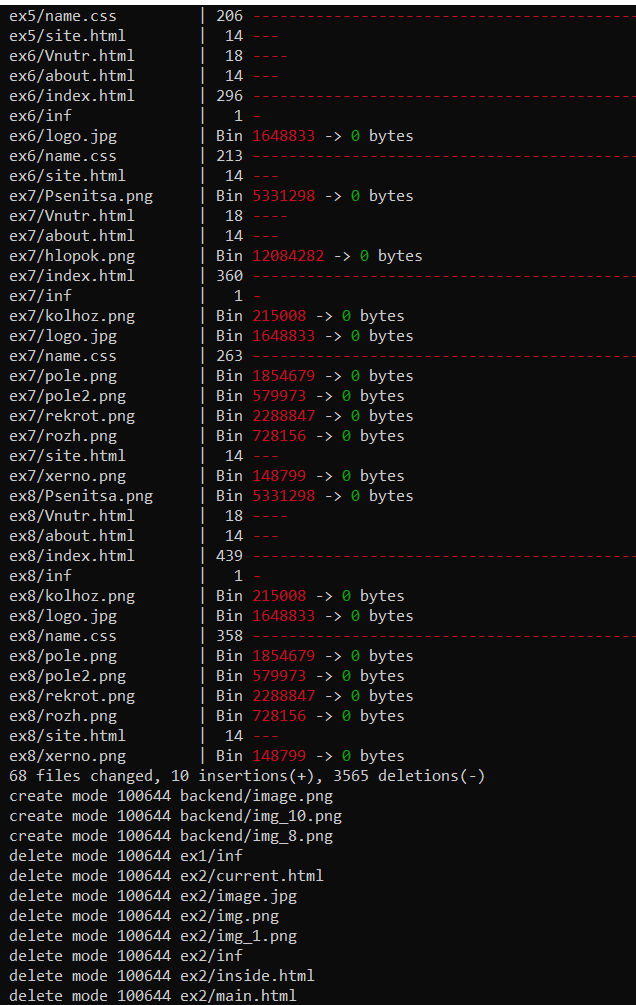 ex5/name.css         | 206 -------------------------------------------
ex5/site.html        |  14 ---
ex6/Vnutr.html       |  18 ----
ex6/about.html       |  14 ---
ex6/index.html       | 296 -------------------------------------------
ex6/inf              |   1 -
ex6/logo.jpg         | Bin 1648833 -> 0 bytes
ex6/name.css         | 213 -------------------------------------------
ex6/site.html        |  14 ---
ex7/Psenitsa.png     | Bin 5331298 -> 0 bytes
ex7/Vnutr.html       |  18 ----
ex7/about.html       |  14 ---
ex7/hlopok.png       | Bin 12084282 -> 0 bytes
ex7/index.html       | 360 -------------------------------------------
ex7/inf              |   1 -
ex7/kolhoz.png       | Bin 215008 -> 0 bytes
ex7/logo.jpg         | Bin 1648833 -> 0 bytes
ex7/name.css         | 263 -------------------------------------------
ex7/pole.png         | Bin 1854679 -> 0 bytes
ex7/pole2.png        | Bin 579973 -> 0 bytes
ex7/rekrot.png       | Bin 2288847 -> 0 bytes
ex7/rozh.png         | Bin 728156 -> 0 bytes
ex7/site.html        |  14 ---
ex7/xerno.png        | Bin 148799 -> 0 bytes
ex8/Psenitsa.png     | Bin 5331298 -> 0 bytes
ex8/Vnutr.html       |  18 ----
ex8/about.html       |  14 ---
ex8/index.html       | 439 -------------------------------------------
ex8/inf              |   1 -
ex8/kolhoz.png       | Bin 215008 -> 0 bytes
ex8/logo.jpg         | Bin 1648833 -> 0 bytes
ex8/name.css         | 358 -------------------------------------------
ex8/pole.png         | Bin 1854679 -> 0 bytes
ex8/pole2.png        | Bin 579973 -> 0 bytes
ex8/rekrot.png       | Bin 2288847 -> 0 bytes
ex8/rozh.png         | Bin 728156 -> 0 bytes
ex8/site.html        |  14 ---
ex8/xerno.png        | Bin 148799 -> 0 bytes
68 files changed, 10 insertions(+), 3565 deletions(-)
create mode 100644 backend/image.png
create mode 100644 backend/img_10.png
create mode 100644 backend/img_8.png
delete mode 100644 ex1/inf
delete mode 100644 ex2/current.html
delete mode 100644 ex2/image.jpg
delete mode 100644 ex2/img.png
delete mode 100644 ex2/img_1.png
delete mode 100644 ex2/inf
delete mode 100644 ex2/inside.html
delete mode 100644 ex2/main.html